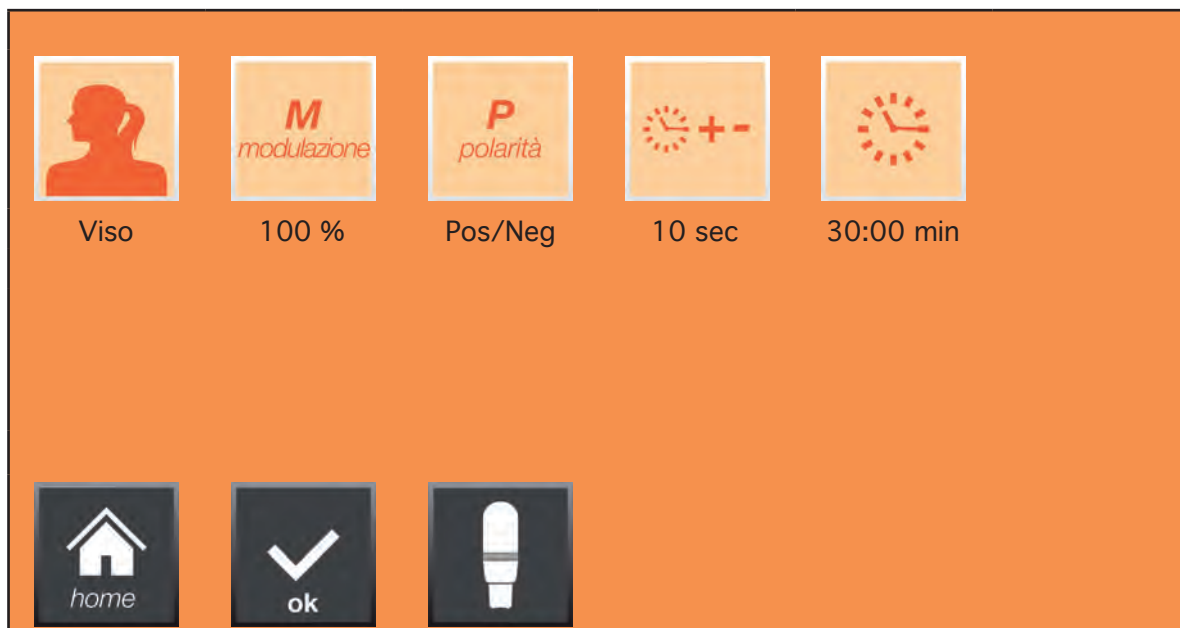 M
modulazione
P
polarità
+ -
Viso
100 %
Pos/Neg
10 sec
30:00 min
home
ok